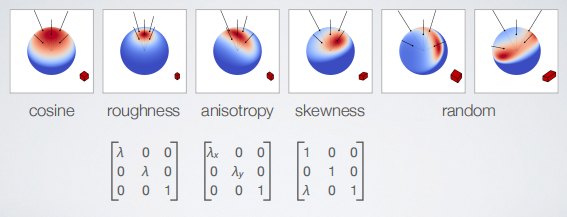 cosine roughness anisotropy skewness random
λ 0 0 λx 0 0 1 0 0
0 λ 0 0 λy 0 0 1 0
0 0 1 0 0 1 λ 0 1